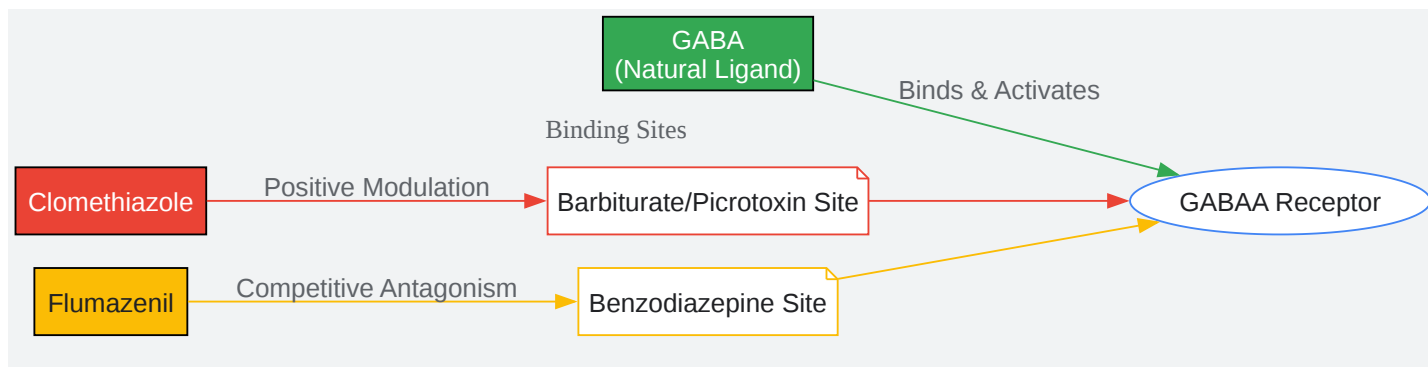 GABA
(Natural Ligand)
Binds & Activates
Binding Sites
Clomethiazole
Positive Modulation
Barbiturate/Picrotoxin Site
GABAA Receptor
Flumazenil
Competitive Antagonism
Benzodiazepine Site